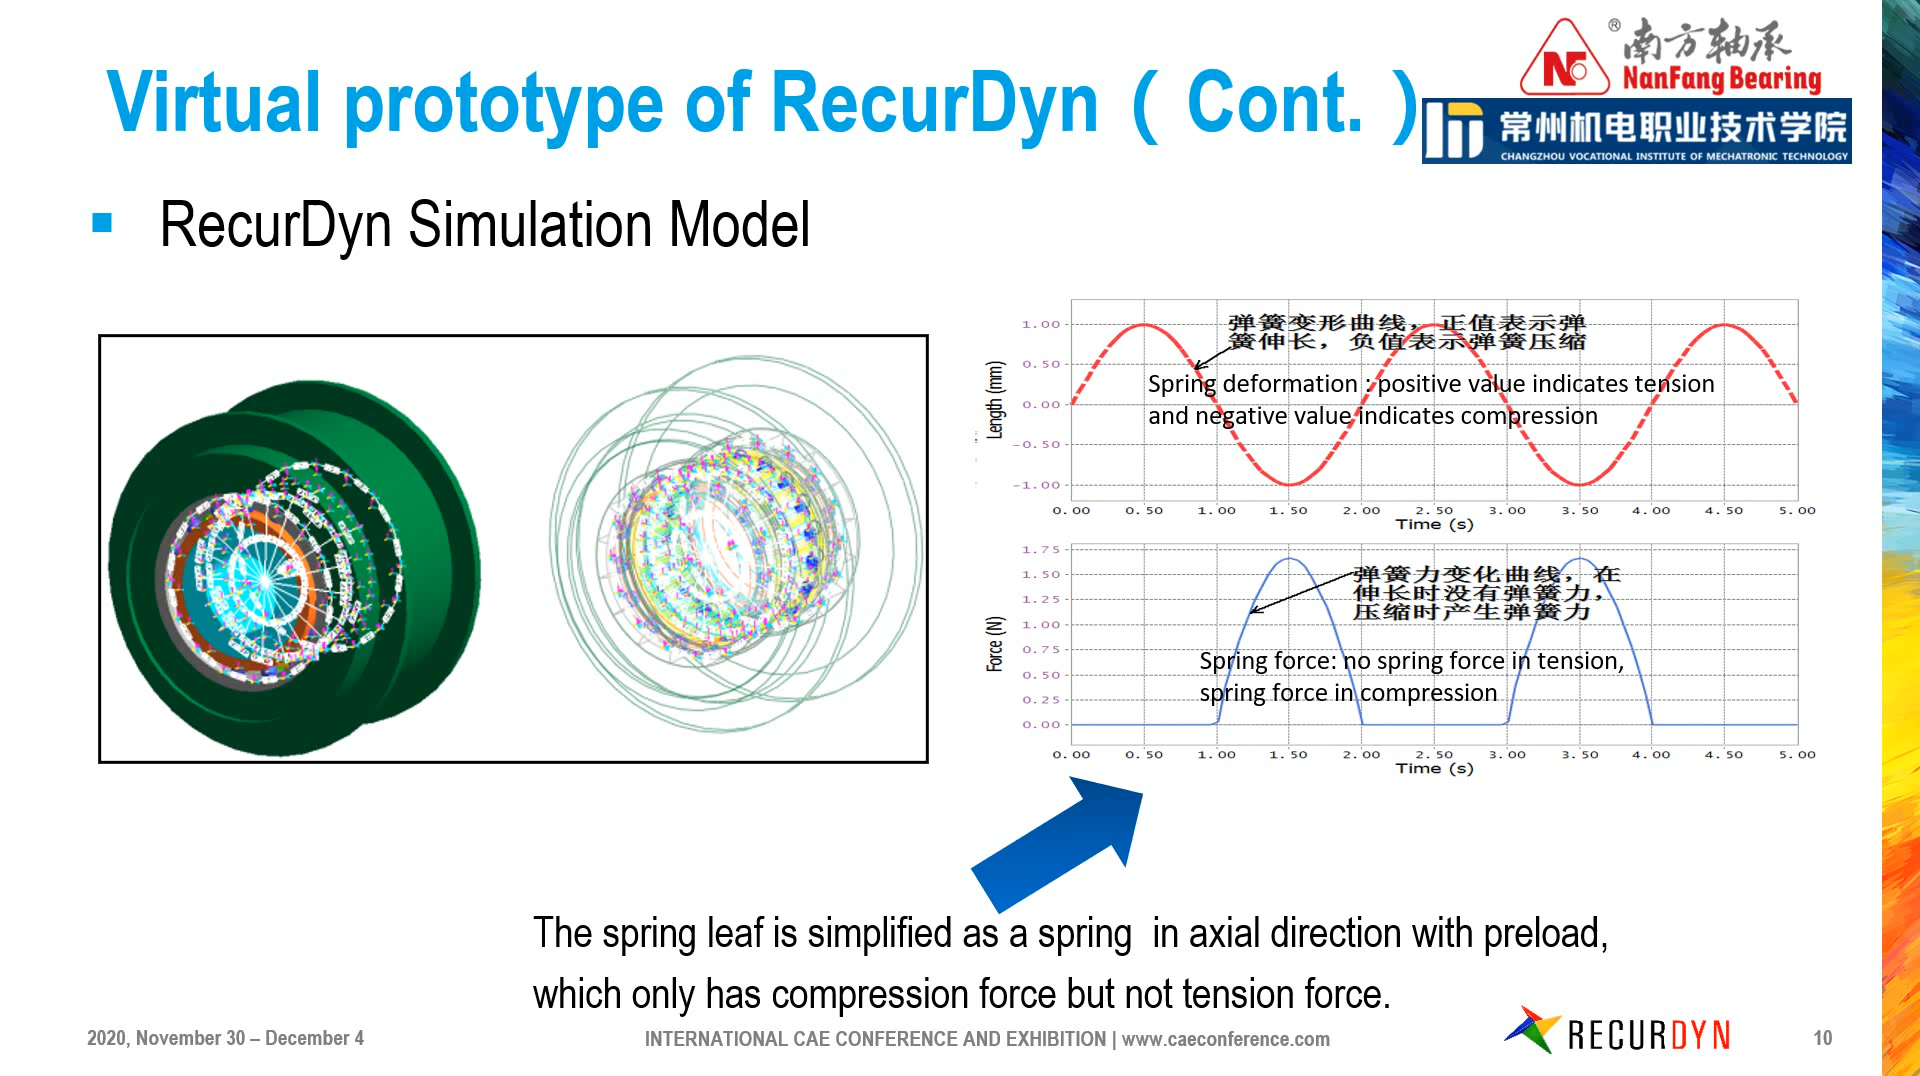 Virtual prototype of RecurDyn（Cont.）
®
南方轴承
NF
NanFang Bearing
常州机电职业技术学院
CHANGZHOU VOCATIONAL INSTITUTE OF MECHATRONIC TECHNOLOGY
RecurDyn Simulation Model
1.00
0.50
0.00
-0.50
-1.00
Length (mm)
弹簧变形曲线，正值表示弹
簧伸长，负值表示弹簧压缩
Spring deformation : positive value indicates tension
and negative value indicates compression
0.00 0.50 1.00 1.50 2.00 2.50 3.00 3.50 4.00 4.50 5.00
Time (s)
1.75
1.50
1.25
1.00
0.75
0.50
0.25
0.00
Force (N)
弹簧力变化曲线，在
伸长时没有弹簧力，
压缩时产生弹簧力
Spring force: no spring force in tension,
spring force in compression
0.00 0.50 1.00 1.50 2.00 2.50 3.00 3.50 4.00 4.50 5.00
Time (s)
The spring leaf is simplified as a spring in axial direction with preload,
which only has compression force but not tension force.
2020, November 30 – December 4
INTERNATIONAL CAE CONFERENCE AND EXHIBITION | www.caeconference.com
RECURDYN
10